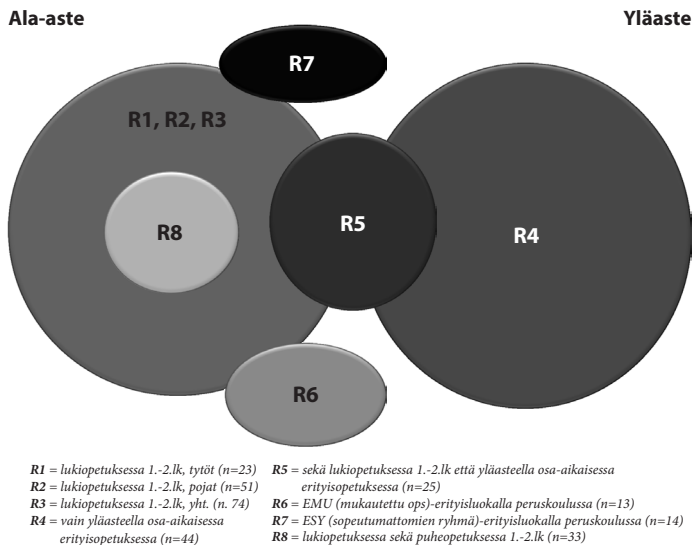 Ala-aste Yläaste
R7
R1, R2, R3
R8 R5 R4
R6
R1 = lukiopetuksessa 1.-2.lk, tytöt (n=23)
R2 = lukiopetuksessa 1.-2.lk, pojat (n=51)
R3 = lukiopetuksessa 1.-2.lk, yht. (n. 74)
R4 = vain yläasteella osa-aikaisessa
erityisopetuksessa (n=44)
R5 = sekä lukiopetuksessa 1.-2.lk että yläasteella osa-aikaisessa
erityisopetuksessa (n=25)
R6 = EMU (mukautettu ops)-erityisluokalla peruskoulussa (n=13)
R7 = ESY (sopeutumattomien ryhmä)-erityisluokalla peruskoulussa (n=14)
R8 = lukiopetuksessa sekä puheopetuksessa 1.-2.lk (n=33)